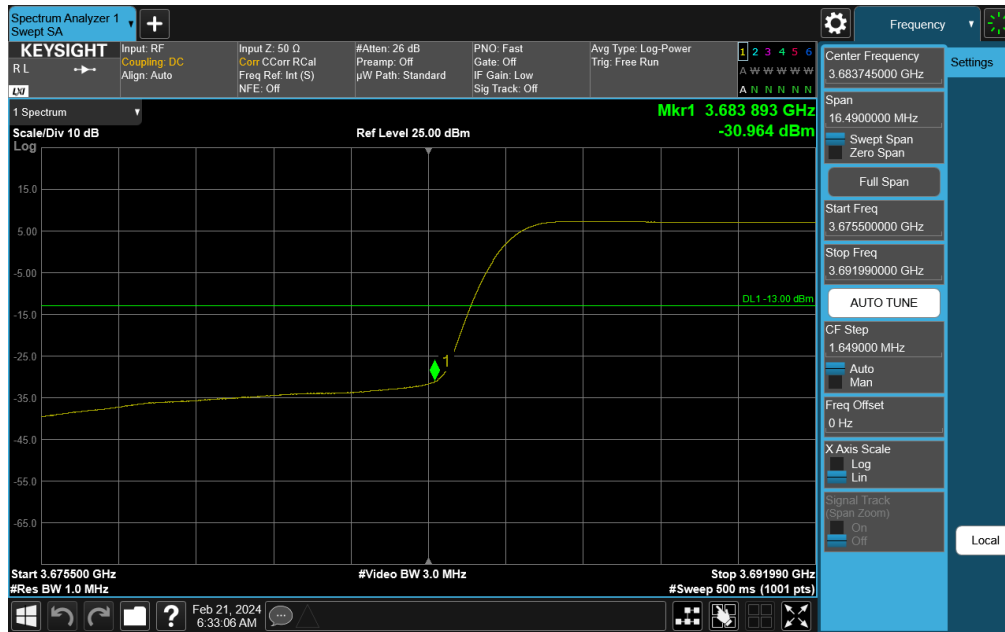 Spectrum Analyzer 1
Swept SA
Frequency
KEYSIGHT
R L
LXI
Input: RF
Coupling: DC
Align: Auto
Input Z: 50 Ω
Corr CCorr RCal
Freq Ref: Int (S)
NFE: Off
#Atten: 26 dB
Preamp: Off
µW Path: Standard
PNO: Fast
Gate: Off
IF Gain: Low
Sig Track: Off
Avg Type: Log-Power
Trig: Free Run
1 2 3 4 5 6
A W W W W W
A N N N N N
1 Spectrum
Scale/Div 10 dB
Log
Ref Level 25.00 dBm
Mkr1 3.683 893 GHz
-30.964 dBm
15.0
5.00
-5.00
-15.0
-25.0
-35.0
-45.0
-55.0
-65.0
DL1 -13.00 dBm
1
Start 3.675500 GHz
#Res BW 1.0 MHz
#Video BW 3.0 MHz
Stop 3.691990 GHz
#Sweep 500 ms (1001 pts)
Feb 21, 2024
6:33:06 AM
Center Frequency
3.683745000 GHz
Span
16.4900000 MHz
Swept Span
Zero Span
Full Span
Start Freq
3.675500000 GHz
Stop Freq
3.691990000 GHz
AUTO TUNE
CF Step
1.649000 MHz
Auto
Man
Freq Offset
0 Hz
X Axis Scale
Log
Lin
Signal Track
(Span Zoom)
On
Off
Settings
Local